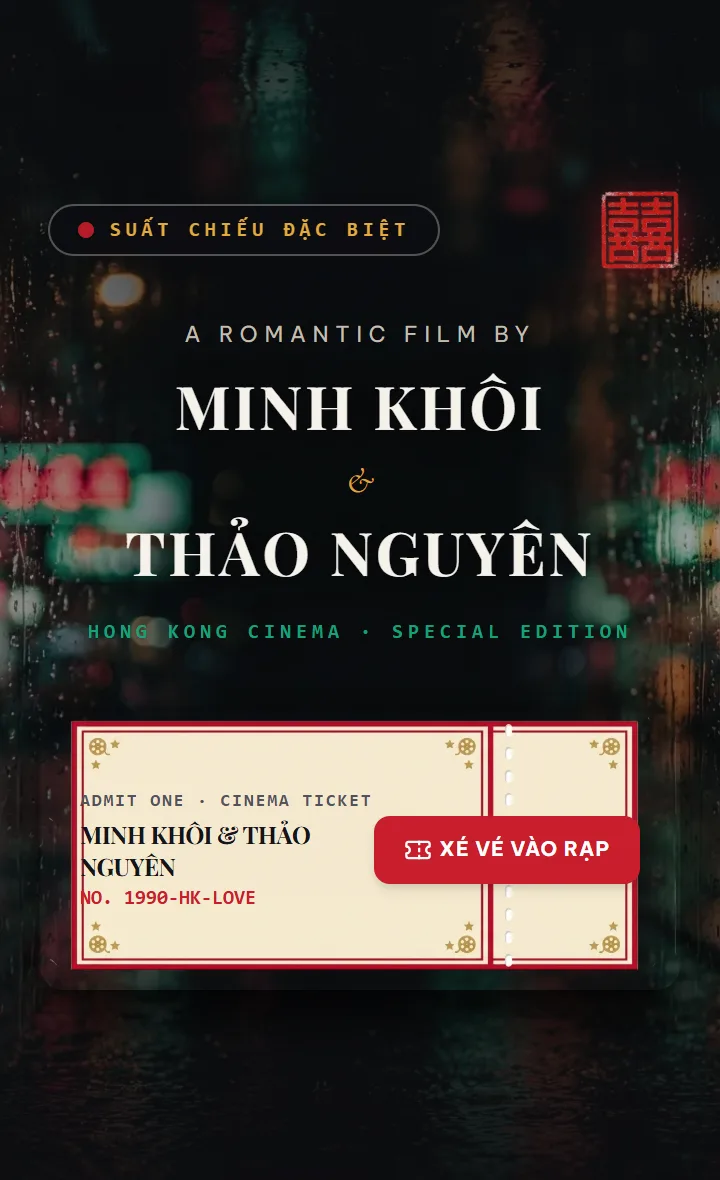 SUẤT CHIẾU ĐẶC BIỆT
囍
A ROMANTIC FILM BY
MINH KHÔI
&
THẢO NGUYÊN
HONG KONG CINEMA · SPECIAL EDITION
ADMIT ONE · CINEMA TICKET
MINH KHÔI & THẢO
NGUYÊN
NO. 1990-HK-LOVE
XÉ VÉ VÀO RẠP